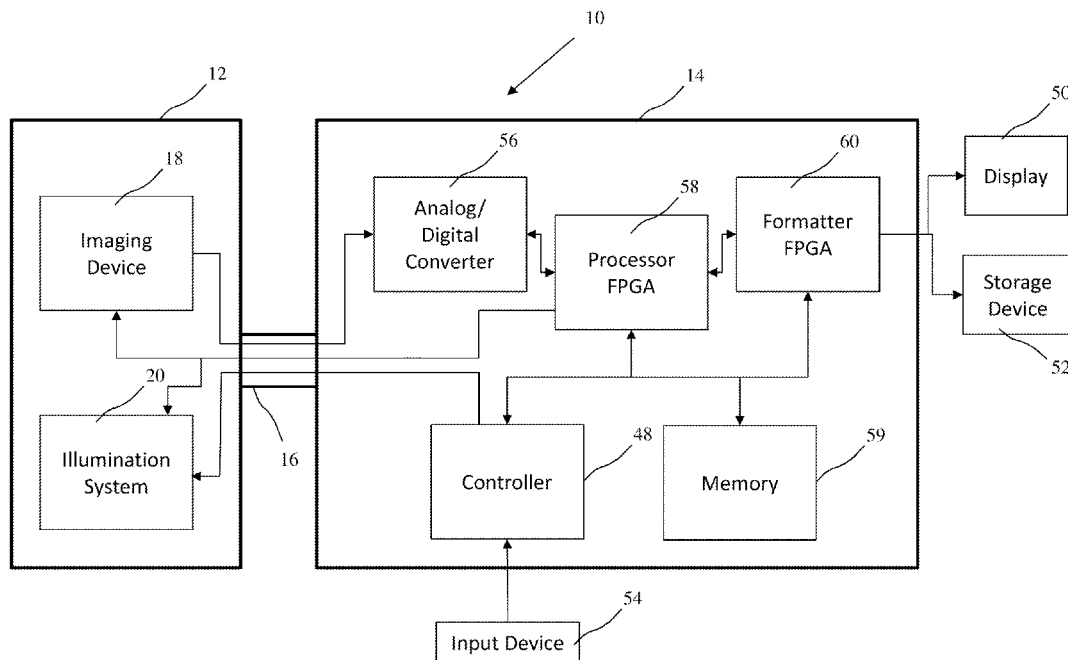 10
12
14
50
18
56
60
58
Display
Imaging
Device
Analog/
Digital
Converter
Processor
FPGA
Formatter
FPGA
Storage
Device
52
20
Illumination
System
16
48
59
Controller
Memory
54
Input Device